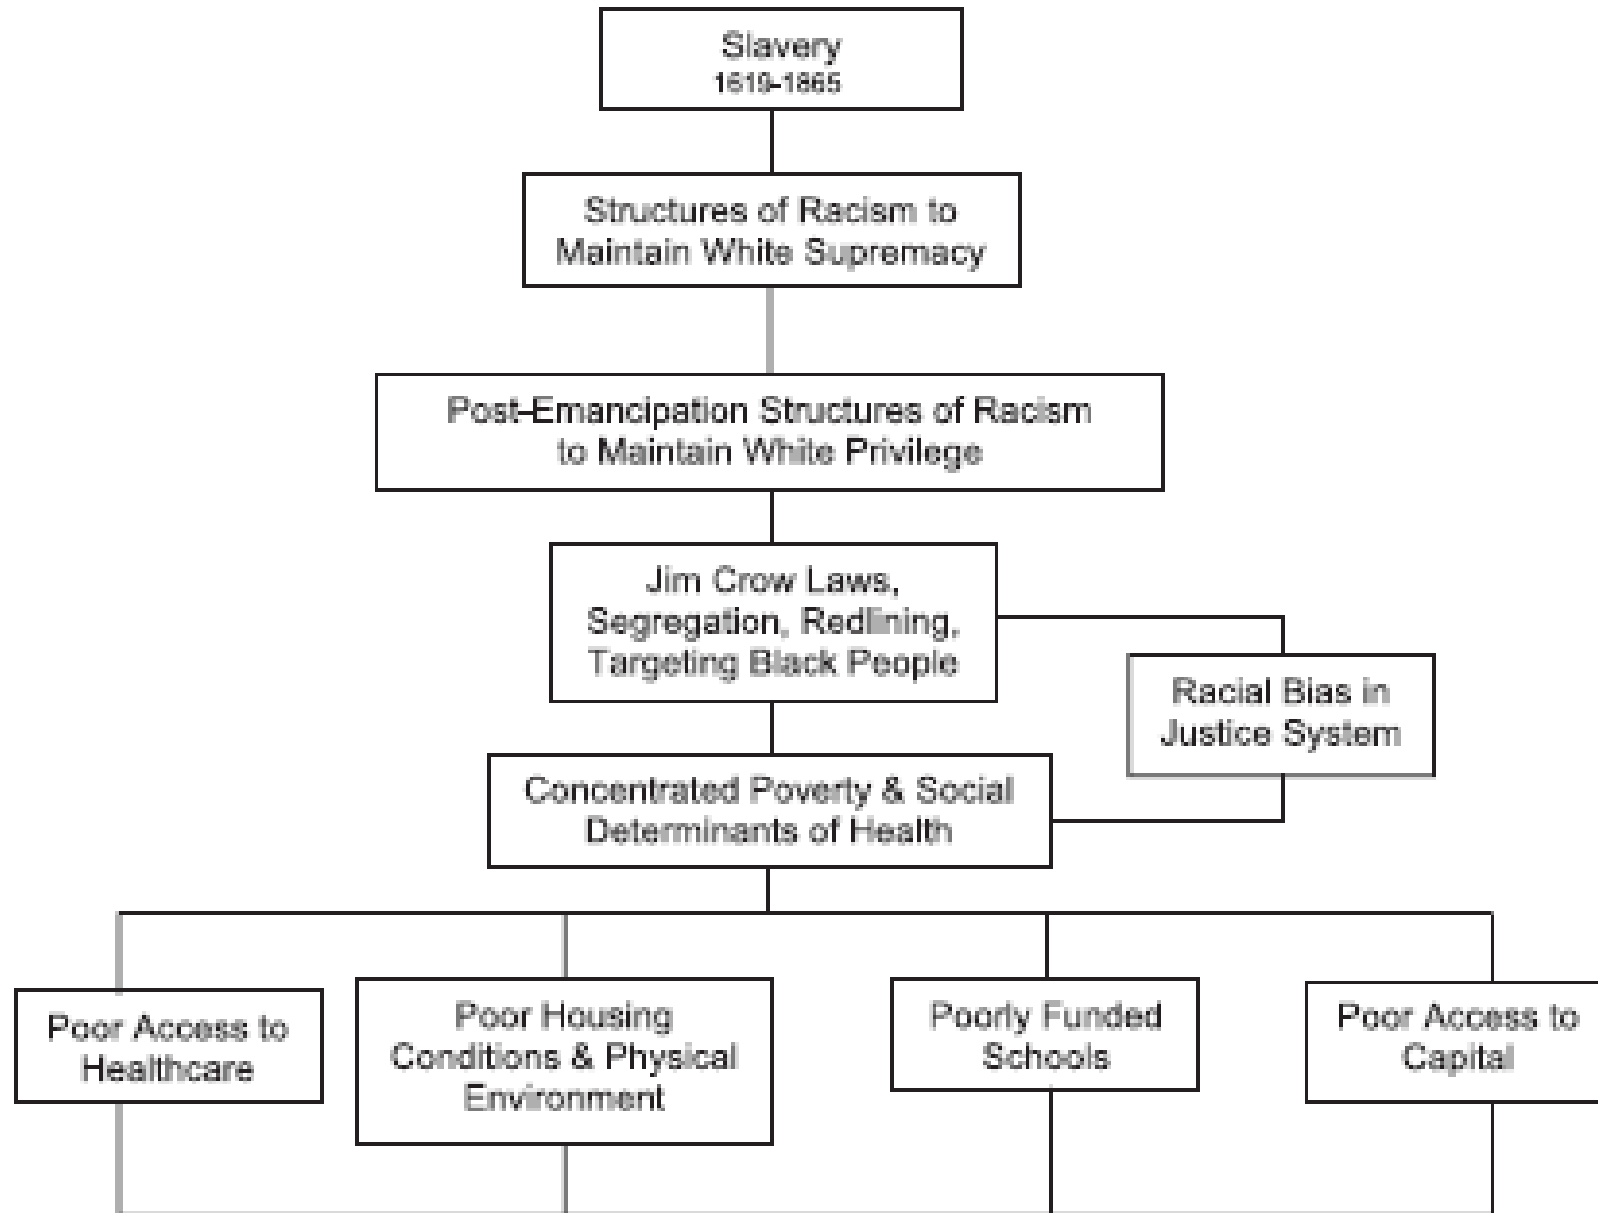 Slavery
1619-1865
Structures of Racism to
Maintain White Supremacy
Post-Emancipation Structures of Racism
to Maintain White Privilege
Jim Crow Laws,
Segregation, Redlining,
Targeting Black People
Racial Bias in
Justice System
Concentrated Poverty & Social
Determinants of Health
Poor Access to
Healthcare
Poor Housing
Conditions & Physical
Environment
Poorly Funded
Schools
Poor Access to
Capital